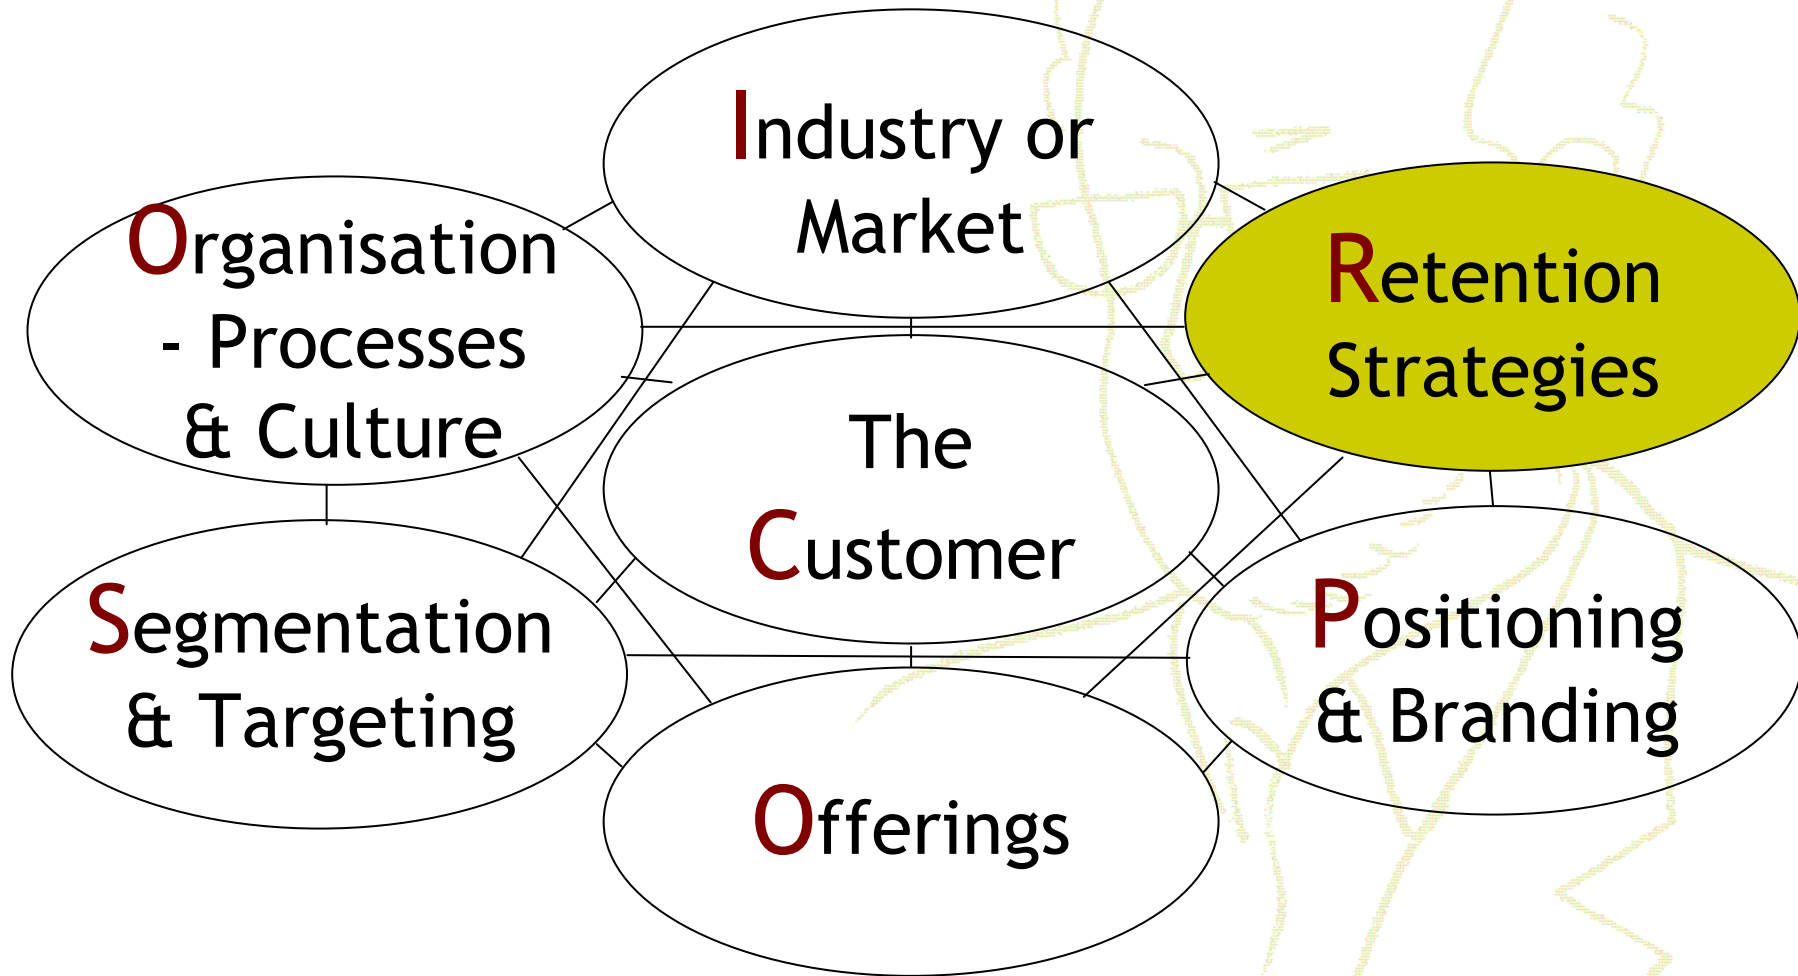 Industry or
Market
Organisation
- Processes
& Culture
Retention
Strategies
The
Customer
Segmentation
& Targeting
Positioning
& Branding
Offerings